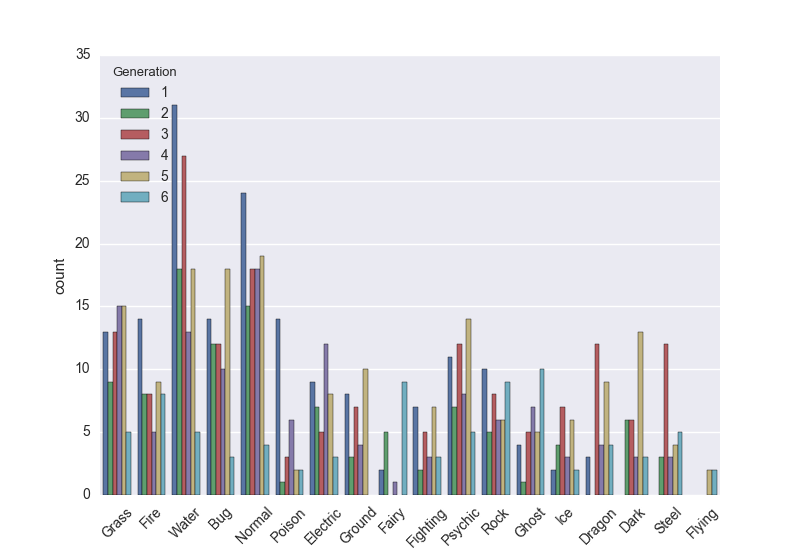 35
30
25
20
15
10
5
0
count
Generation
1
2
3
4
5
6
Grass
Fire
Water
Bug
Normal
Poison
Electric
Ground
Fairy
Fighting
Psychic
Rock
Ghost
Ice
Dragon
Dark
Steel
Flying